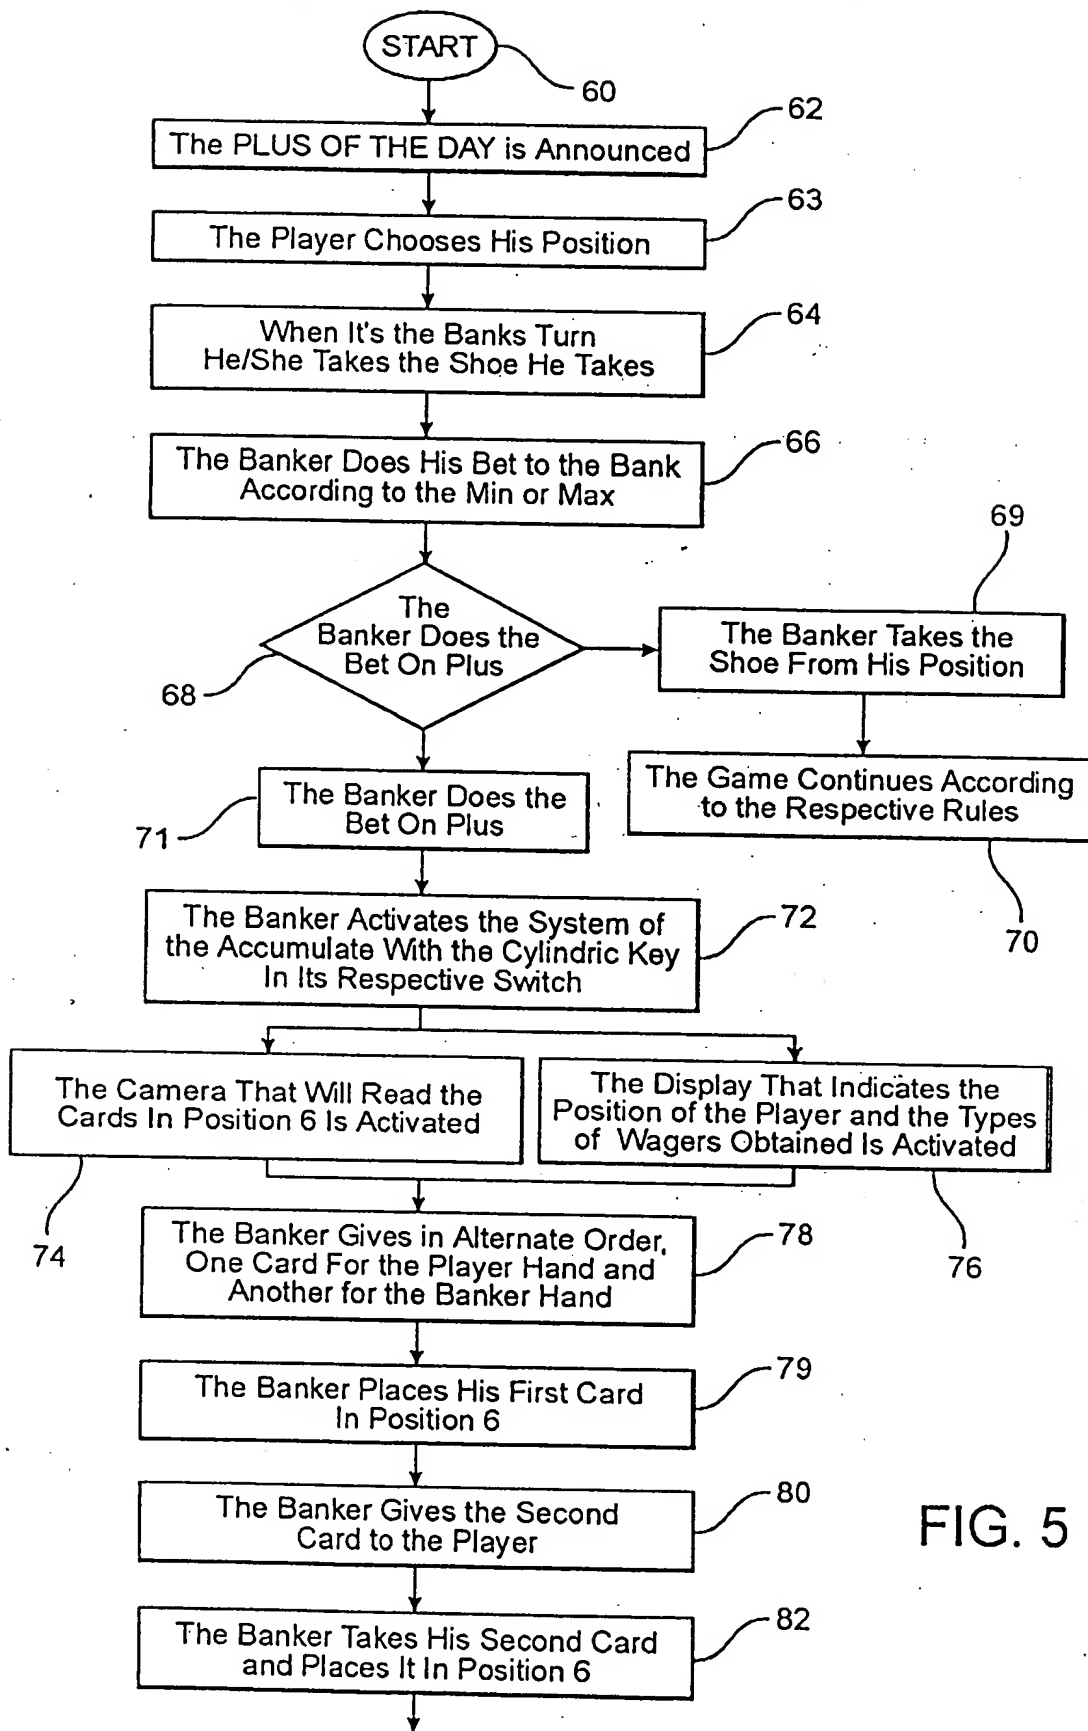 START
60
The PLUS OF THE DAY is Announced
62
The Player Chooses His Position
63
When It's the Banks Turn
He/She Takes the Shoe He Takes
64
The Banker Does His Bet to the Bank
According to the Min or Max
66
The
Banker Does the
Bet On Plus
68
69
The Banker Takes the
Shoe From His Position
The Game Continues According
to the Respective Rules
70
The Banker Does the
Bet On Plus
71
The Banker Activates the System of
the Accumulate With the Cylindric Key
In Its Respective Switch
72
The Camera That Will Read the
Cards In Position 6 Is Activated
74
The Display That Indicates the
Position of the Player and the Types
of Wagers Obtained Is Activated
76
The Banker Gives in Alternate Order,
One Card For the Player Hand and
Another for the Banker Hand
78
The Banker Places His First Card
In Position 6
79
The Banker Gives the Second
Card to the Player
80
The Banker Takes His Second Card
and Places It In Position 6
82
FIG. 5